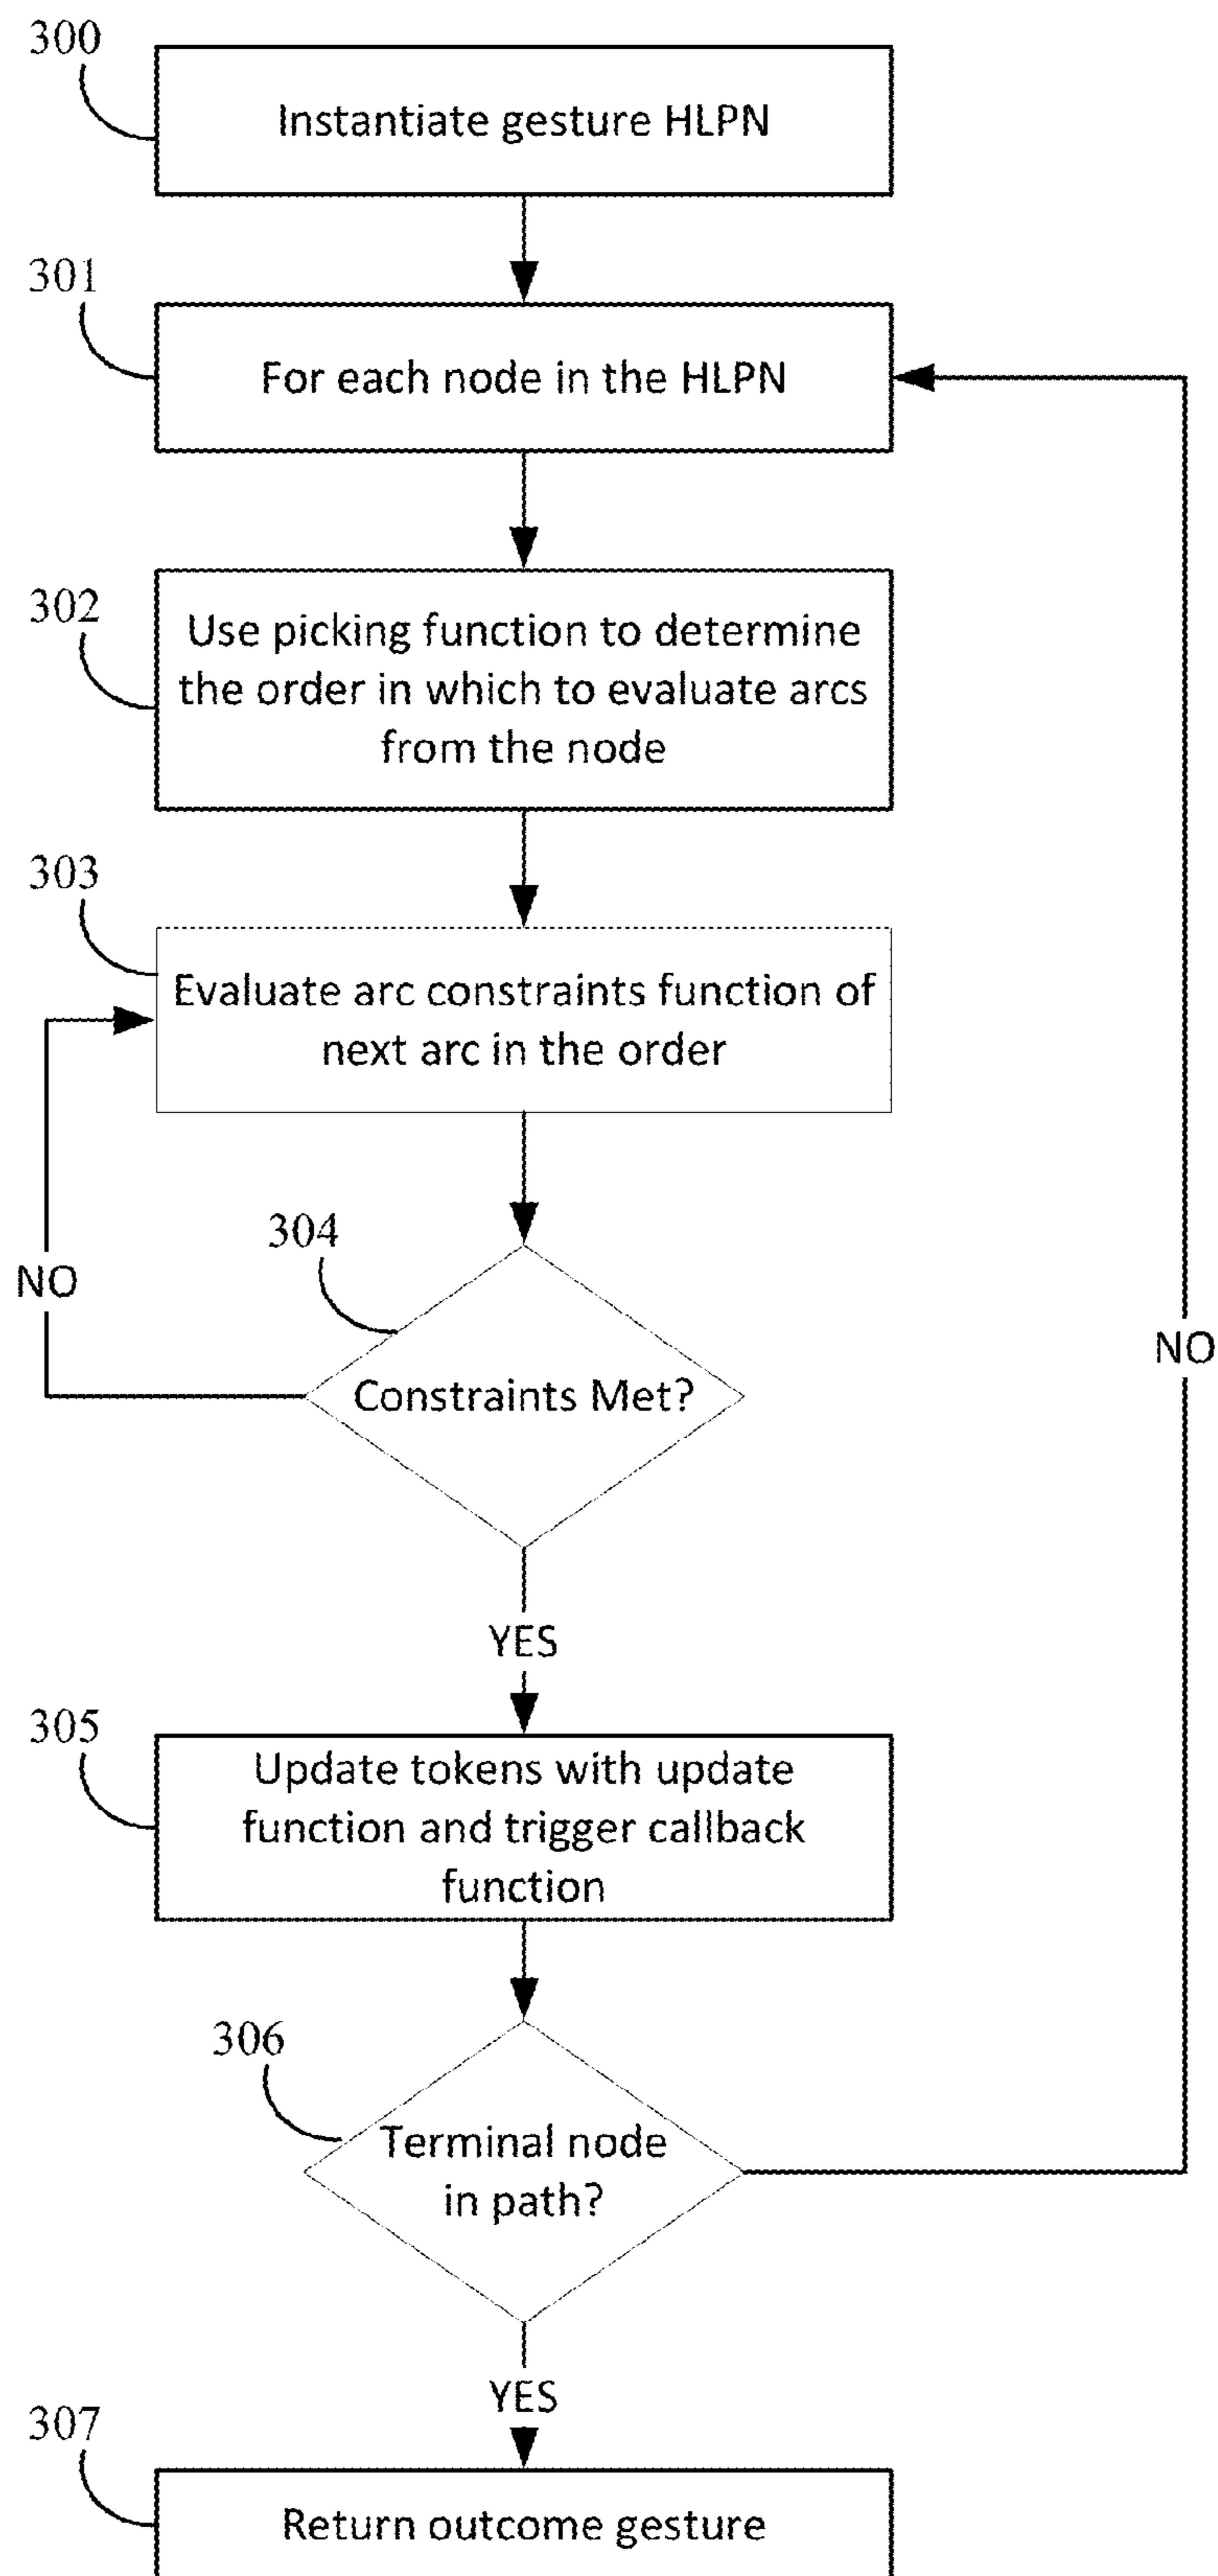 300
Instantiate gesture HLPN
301
For each node in the HLPN
302
Use picking function to determine
the order in which to evaluate arcs
from the node
303
Evaluate arc constraints function of
next arc in the order
304
NO
Constraints Met?
NO
YES
305
Update tokens with update
function and trigger callback
function
306
Terminal node
in path?
YES
307
Return outcome gesture